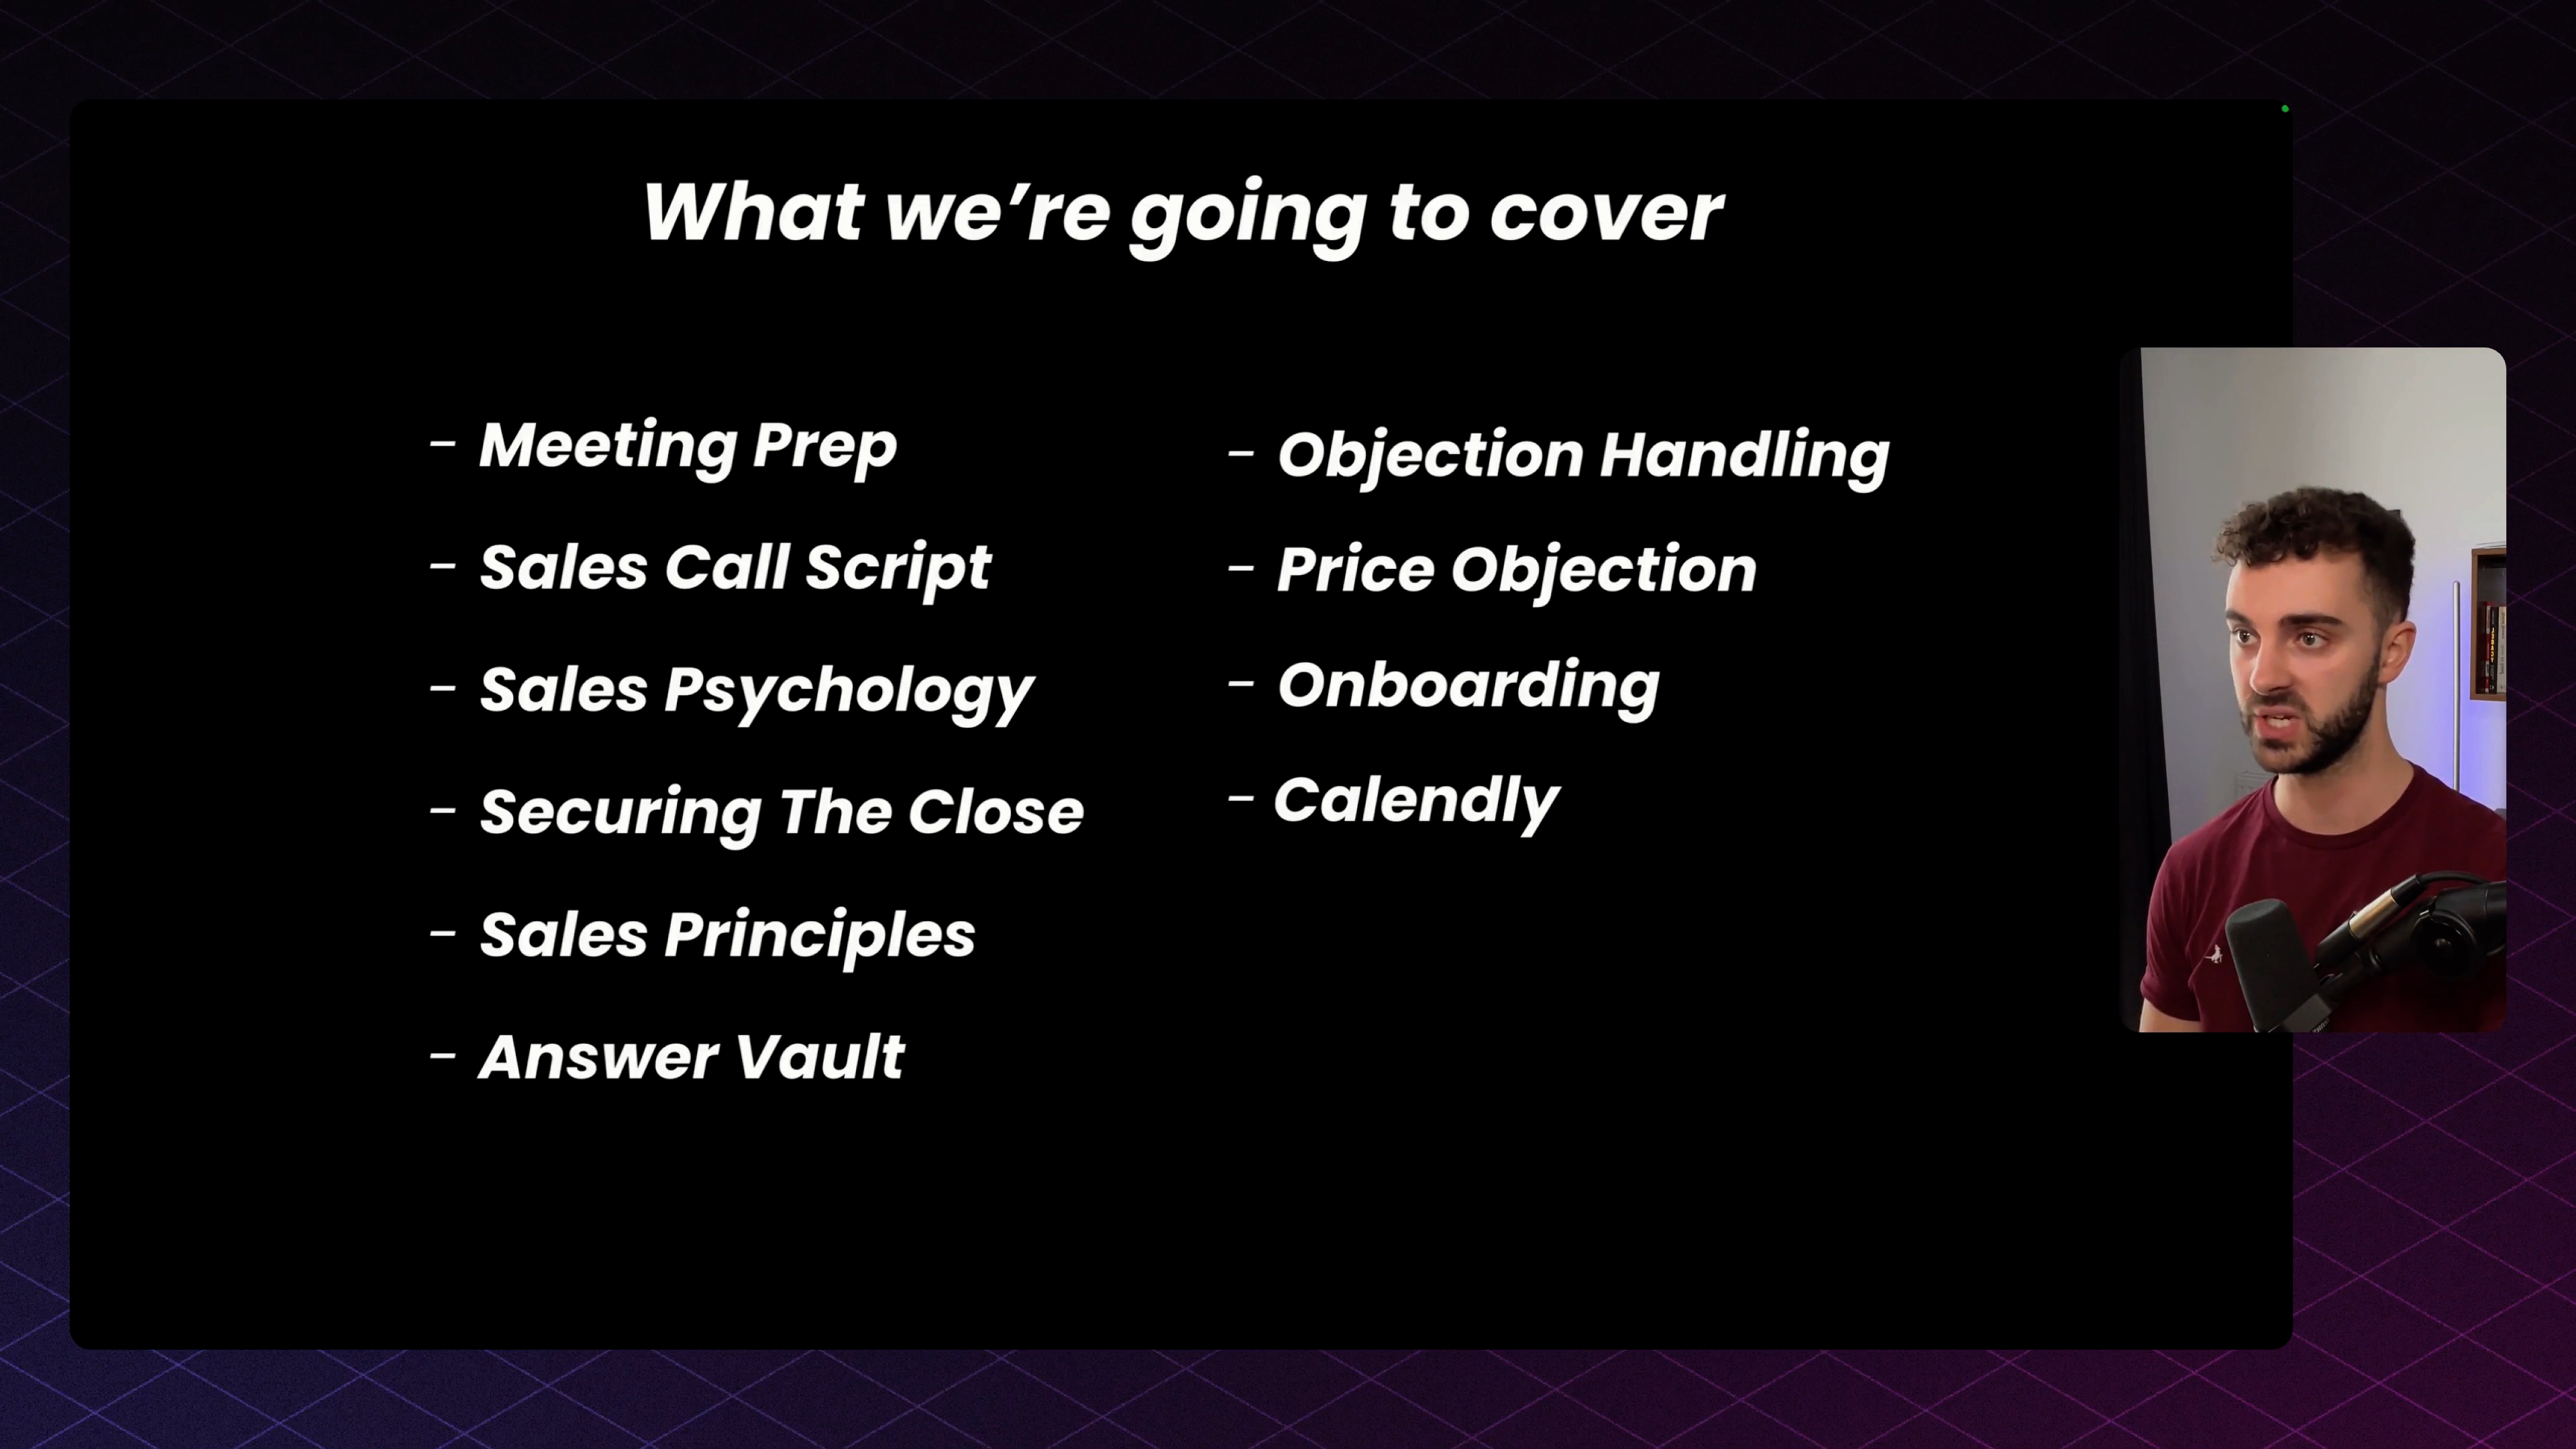 What we’re going to cover
- Meeting Prep
- Sales Call Script
- Sales Psychology
- Securing The Close
- Sales Principles
- Answer Vault
- Objection Handling
- Price Objection
- Onboarding
- Calendly